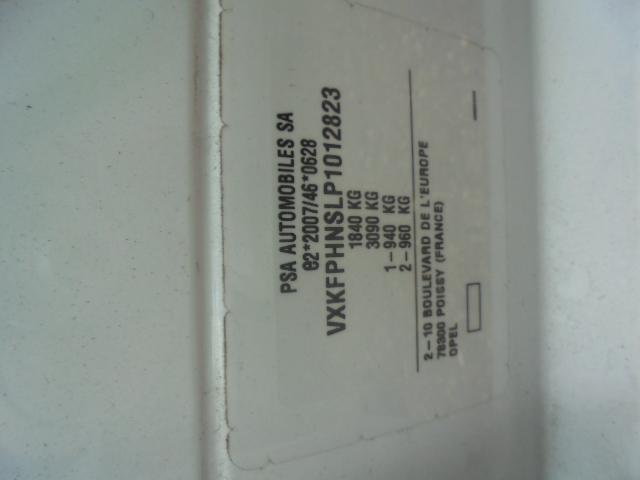 PSA AUTOMOBILES SA
e2*2007/46*0628
VXKFPHNSLP1012823
1840 KG
3090 KG
1-940 KG
2-960 KG
2-10 BOULEVARD DE L'EUROPE
78300 POISSY (FRANCE)
OPEL